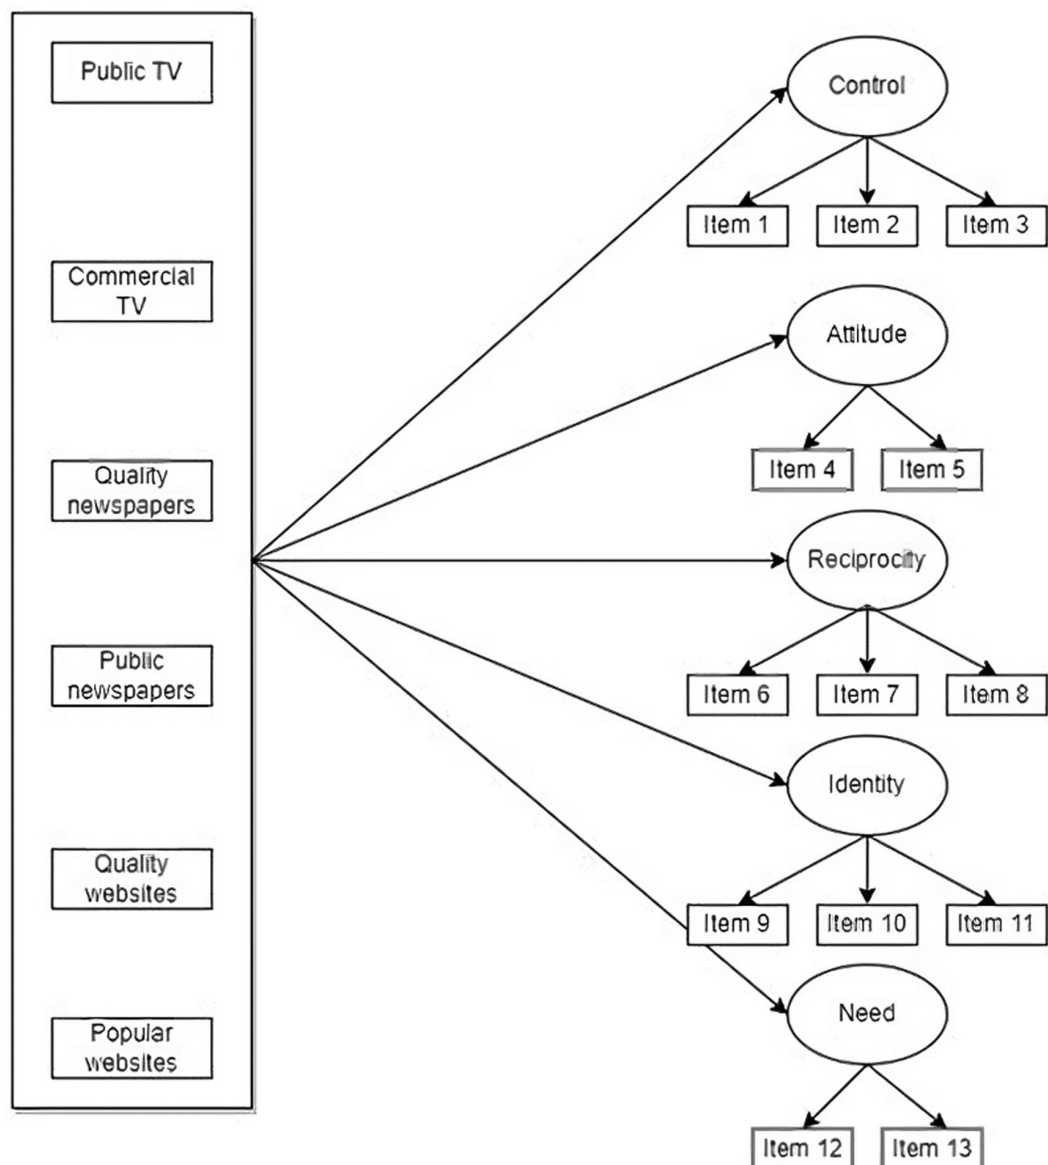 Public TV
Commercial
TV
Quality
newspapers
Public
newspapers
Quality
websites
Popular
websites
Control
Item 1
Item 2
Item 3
Attitude
Item 4
Item 5
Reciprocity
Item 6
Item 7
Item 8
Identity
Item 9
Item 10
Item 11
Need
Item 12
Item 13